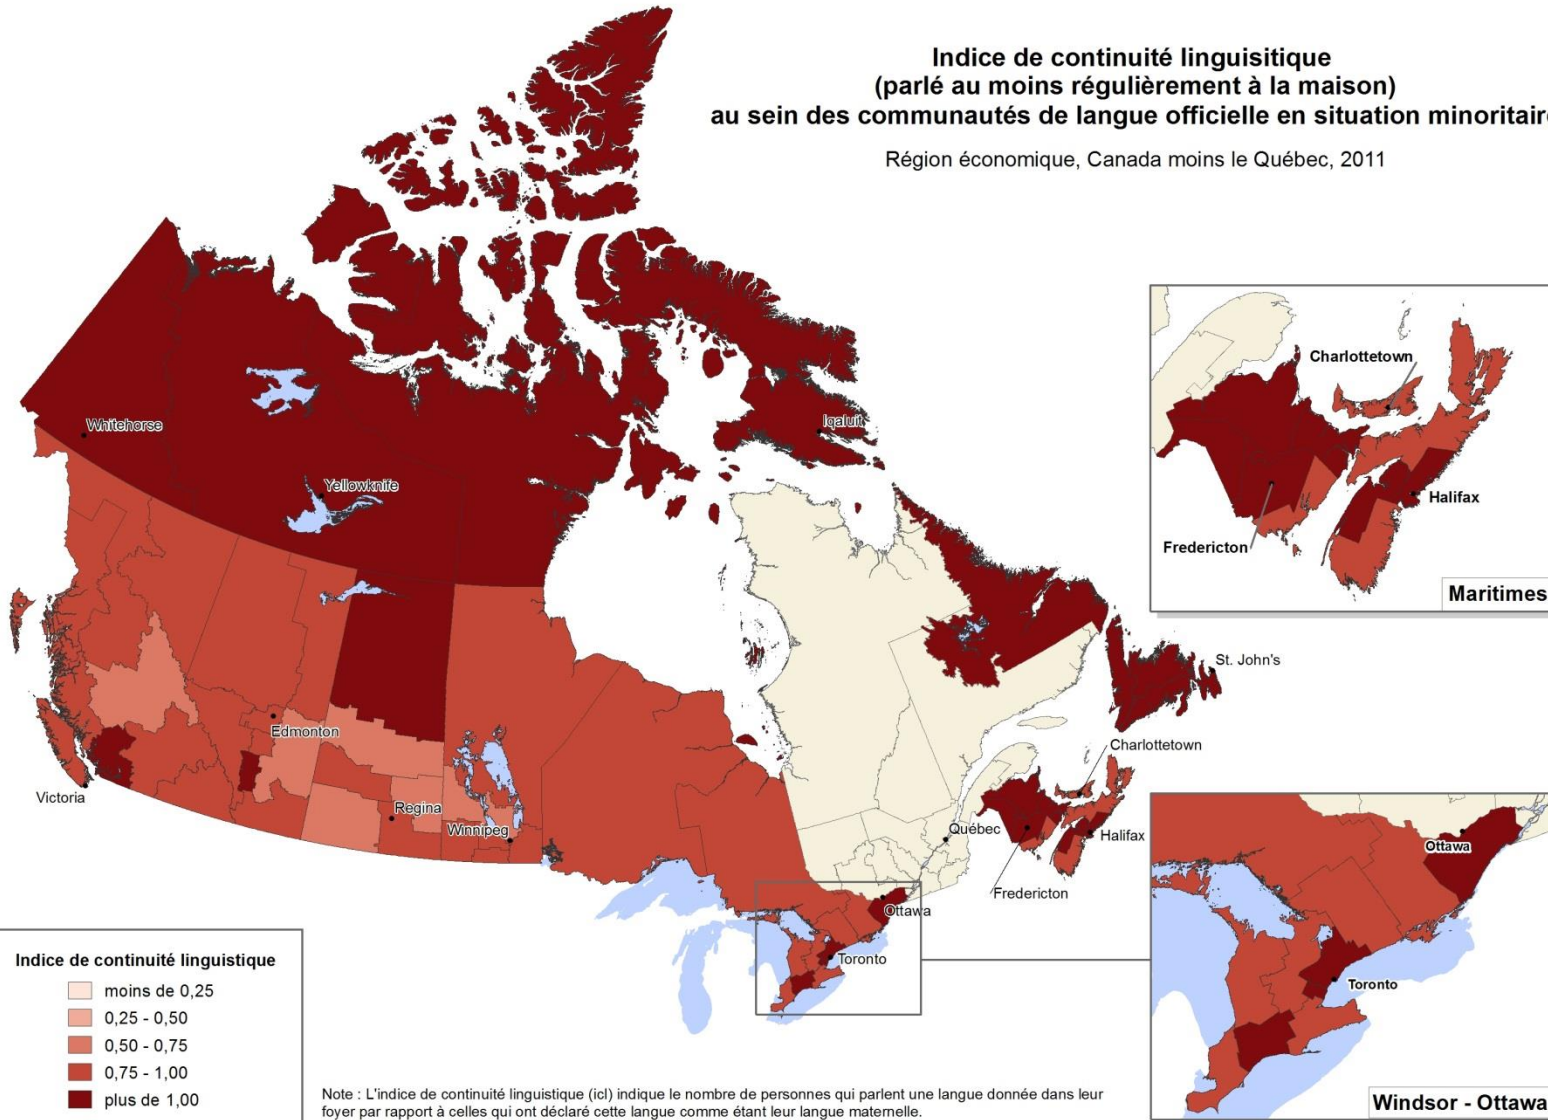 Indice de continuité linguisitique
(parlé au moins régulièrement à la maison)
au sein des communautés de langue officielle en situation minoritaire
Région économique, Canada moins le Québec, 2011
Charlottetown
Halifax
Fredericton
Maritimes
Whitehorse
Iqaluit
Yellowknife
St. John's
Edmonton
Charlottetown
Victoria
Regina
Winnipeg
Québec
Halifax
Fredericton
Ottawa
Toronto
Ottawa
Toronto
Windsor - Ottawa
Indice de continuité linguistique
moins de 0,25
0,25 - 0,50
0,50 - 0,75
0,75 - 1,00
plus de 1,00
Note : L'indice de continuité linguistique (icl) indique le nombre de personnes qui parlent une langue donnée dans leur
foyer par rapport à celles qui ont déclaré cette langue comme étant leur langue maternelle.